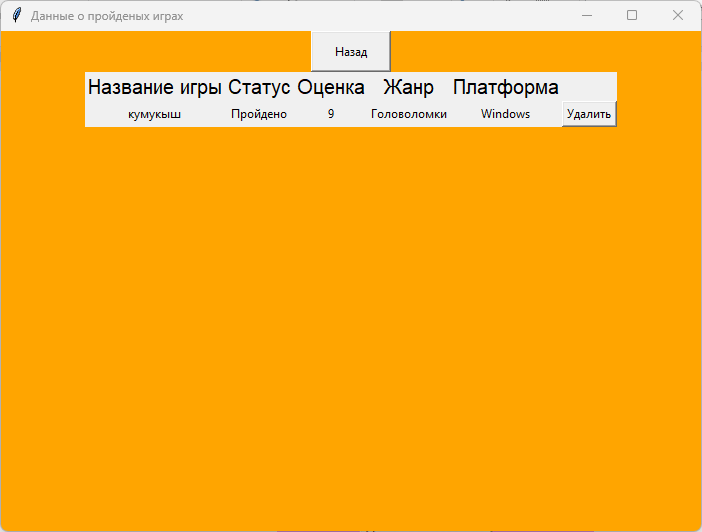 Данные о пройденых играх
Назад
Название игры Статус Оценка Жанр Платформа
кумукыш Пройдено 9 Головоломки Windows Удалить